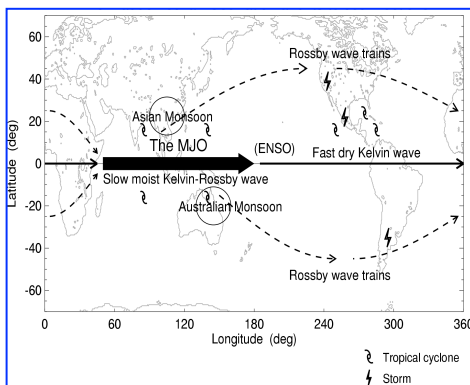 60
40
20
0
-20
-40
-60
Latitude (deg)
Rossby wave trains
Asian Monsoon
The MJO
(ENSO)
Fast dry Kelvin wave
Slow moist Kelvin-Rossby wave
Australian Monsoon
Rossby wave trains
0 60 120 180 240 300 360
Longitude (deg)
Tropical cyclone
Storm